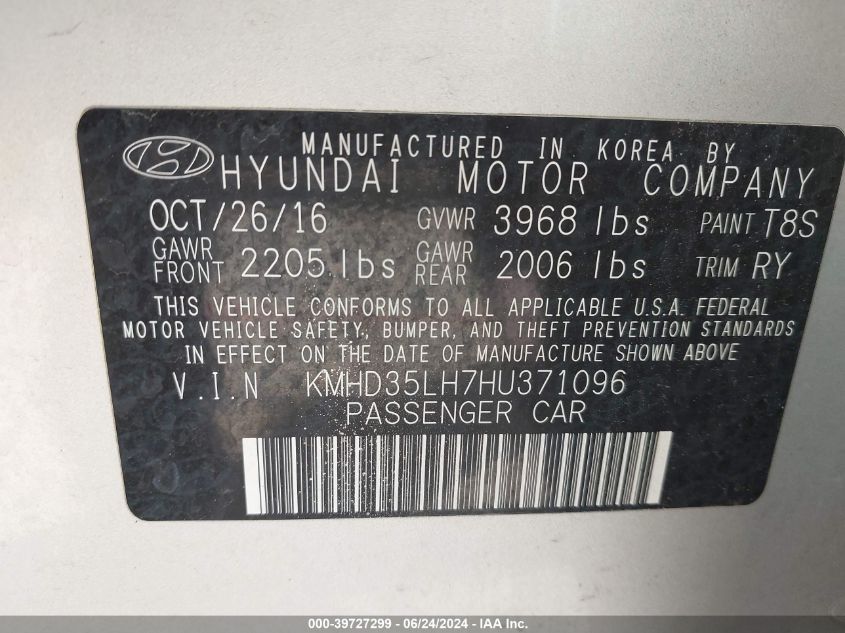 MANUFACTURED IN KOREA BY
HYUNDAI MOTOR COMPANY
OCT/26/16 GVWR 3968 lbs PAINT T8S
GAWR FRONT 2205 lbs GAWR REAR 2006 lbs TRIM RY
THIS VEHICLE CONFORMS TO ALL APPLICABLE U.S.A. FEDERAL
MOTOR VEHICLE SAFETY, BUMPER, AND THEFT PREVENTION STANDARDS
IN EFFECT ON THE DATE OF MANUFACTURE SHOWN ABOVE
V.I.N KMHD35LH7HU371096
PASSENGER CAR
000-39727299 - 06/24/2024 - IAA Inc.